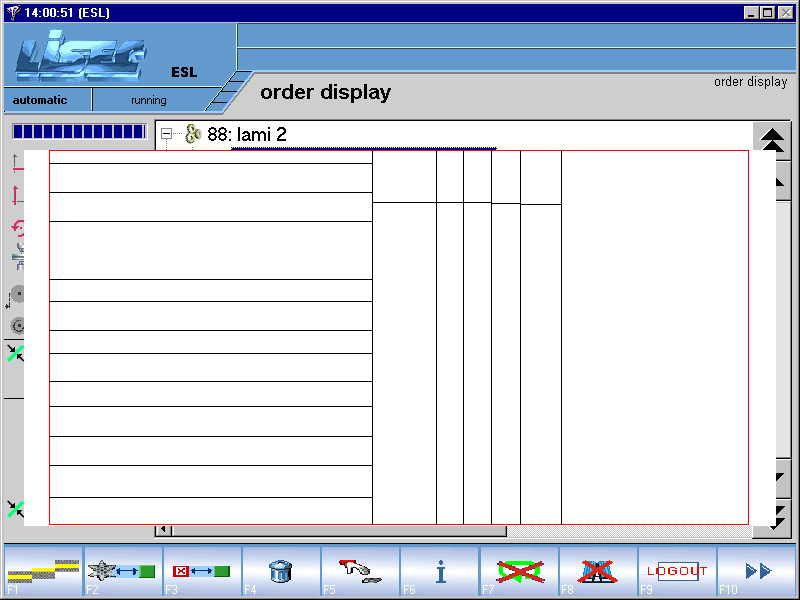 14:00:51 (ESL)
LiSEC
ESL
automatic
running
order display
order display
88: lami 2
F1
F2
F3
F4
F5
F6
i
F7
F8
LOGOUT
F9
F10